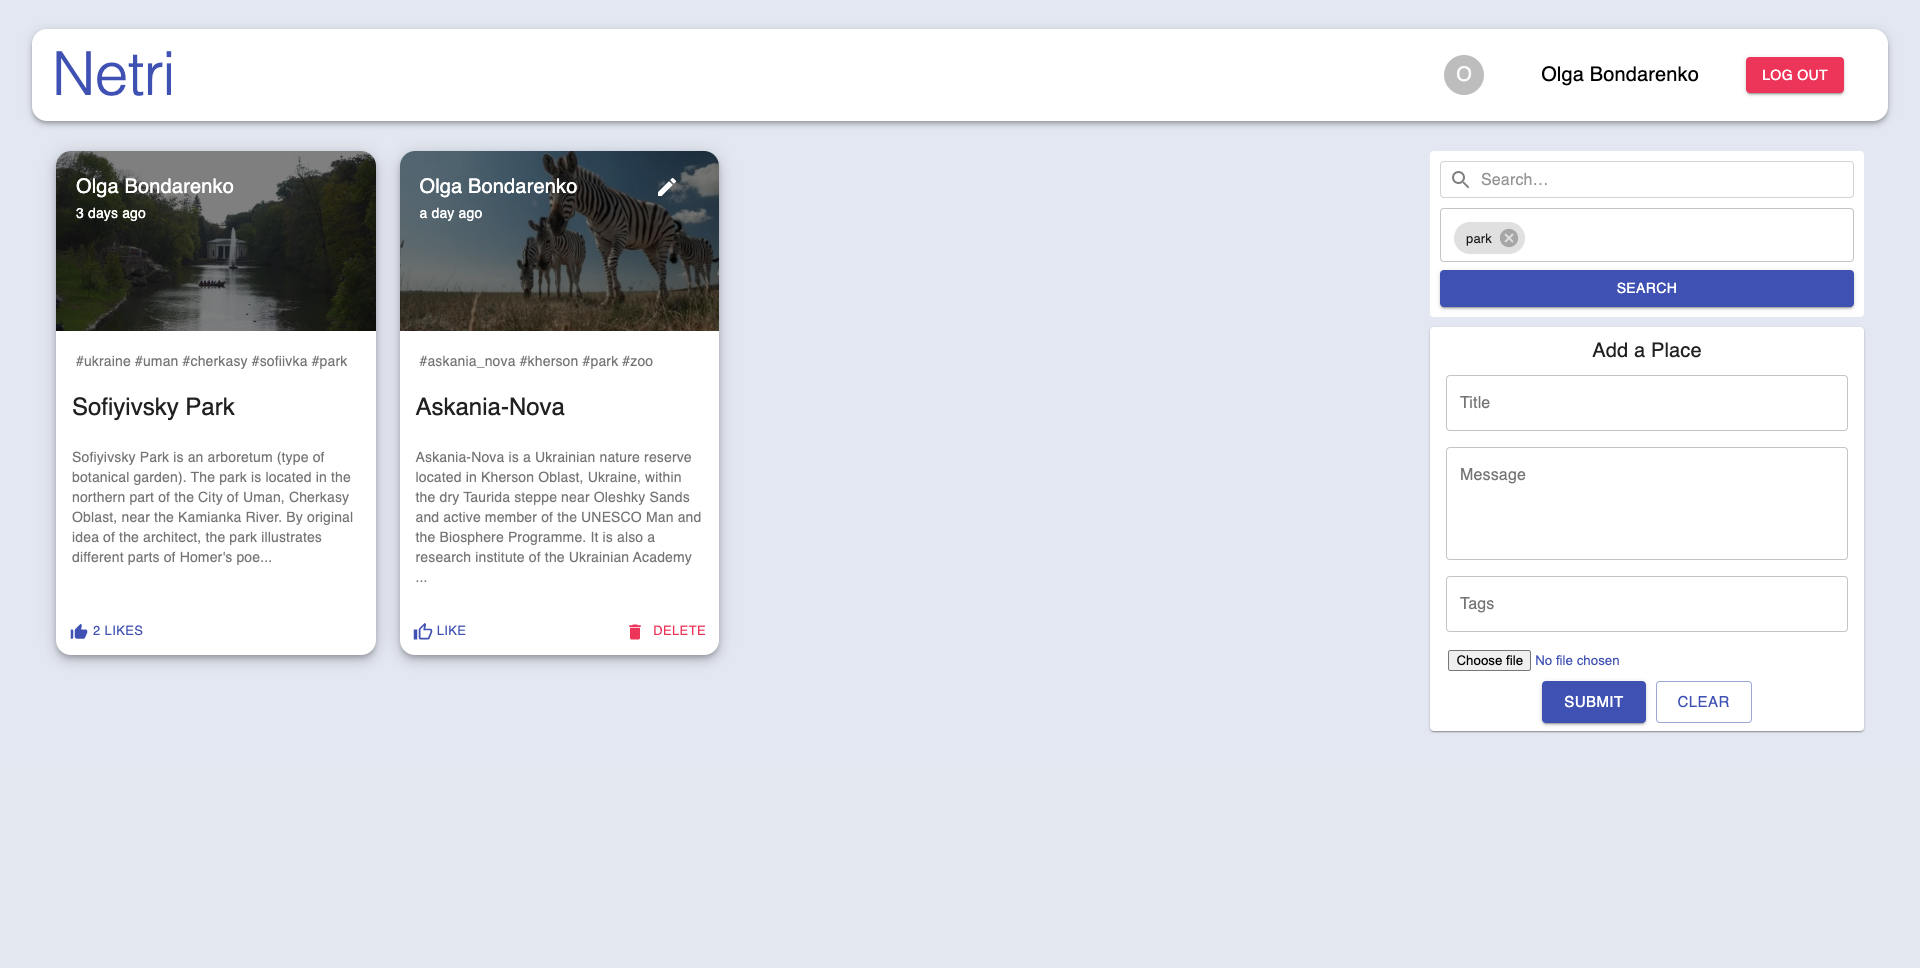 Netri
O
Olga Bondarenko
LOG OUT
Olga Bondarenko
3 days ago
#ukraine #uman #cherkasy #sofiivka #park
Sofiyivsky Park
Sofiyivsky Park is an arboretum (type of
botanical garden). The park is located in the
northern part of the City of Uman, Cherkasy
Oblast, near the Kamianka River. By original
idea of the architect, the park illustrates
different parts of Homer's poe...
2 LIKES
Olga Bondarenko
a day ago
#askania_nova #kherson #park #zoo
Askania-Nova
Askania-Nova is a Ukrainian nature reserve
located in Kherson Oblast, Ukraine, within
the dry Taurida steppe near Oleshky Sands
and active member of the UNESCO Man and
the Biosphere Programme. It is also a
research institute of the Ukrainian Academy
...
LIKE
DELETE
Search...
park
SEARCH
Add a Place
Title
Message
Tags
Choose file No file chosen
SUBMIT
CLEAR